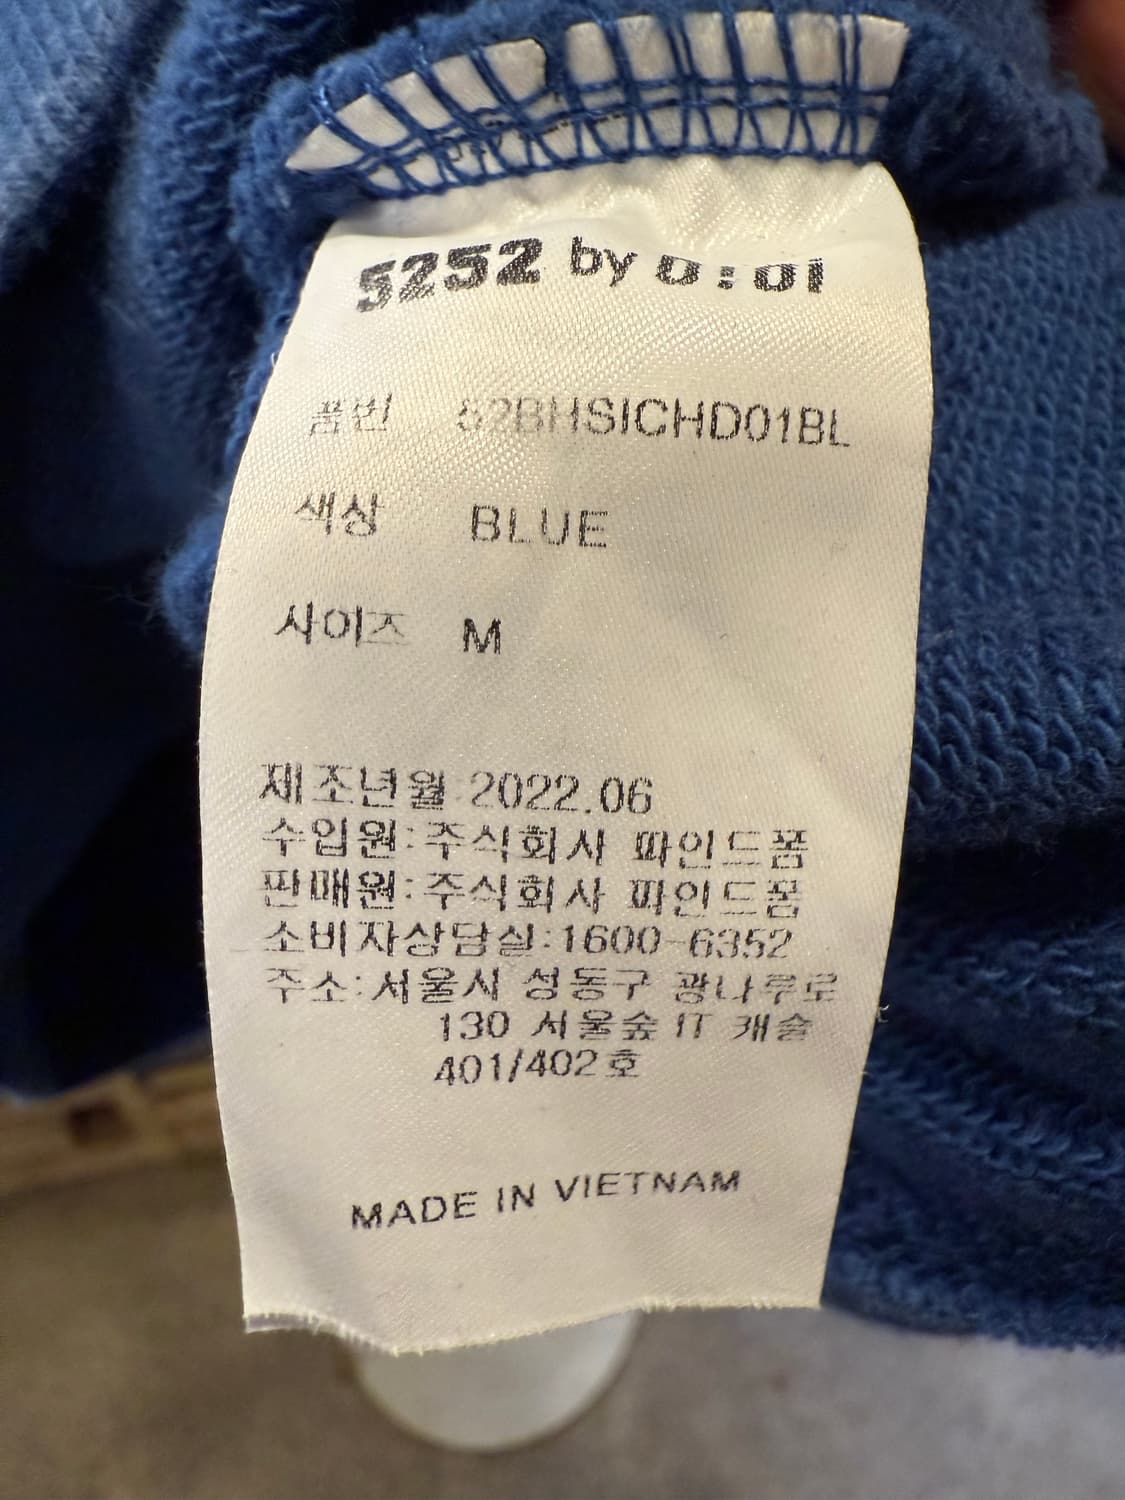 5252 by O!Oi
품번 52BHSICHD01BL
색상 BLUE
사이즈 M
제조년월 2022.06
수입원:주식회사 파인드폼
판매원:주식회사 파인드폼
소비자상담실:1600-6352
주소:서울시 성동구 광나루로
130 서울숲 IT 캐슬
401/402호
MADE IN VIETNAM